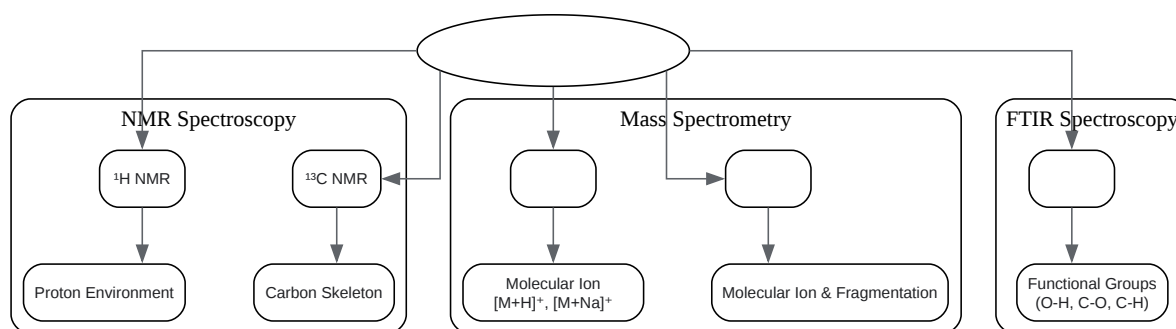 NMR Spectroscopy
Mass Spectrometry
FTIR Spectroscopy
¹H NMR
¹³C NMR
Proton Environment
Carbon Skeleton
Molecular Ion
[M+H]⁺, [M+Na]⁺
Molecular Ion & Fragmentation
Functional Groups
(O-H, C-O, C-H)